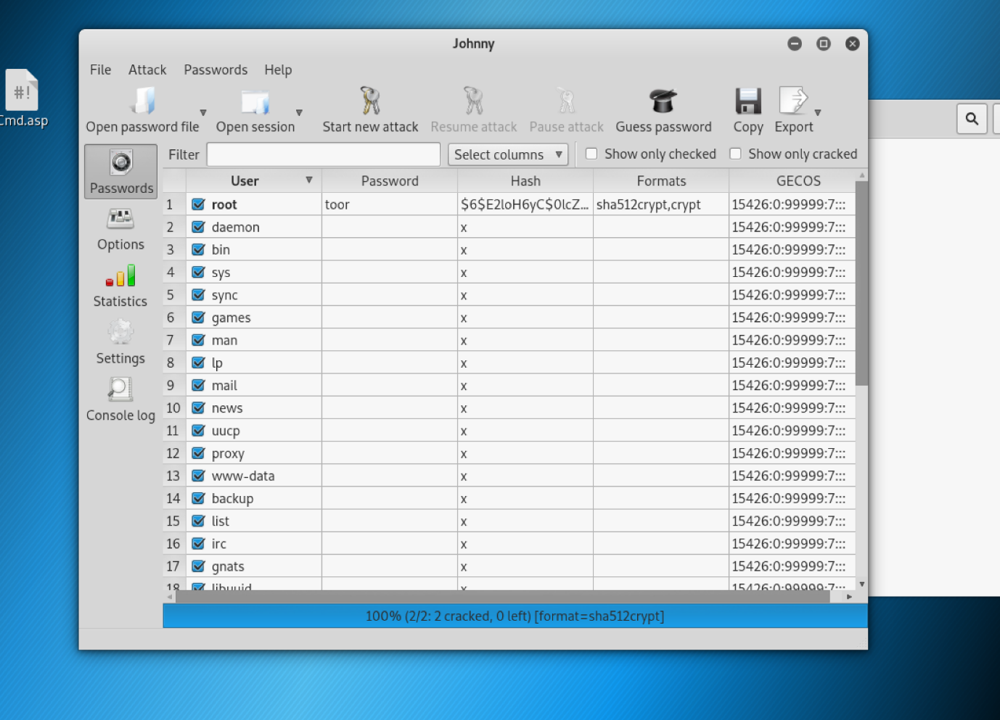 Johnny
File Attack Passwords Help
#!
Cmd.asp
Open password file Open session Start new attack Resume attack Pause attack Guess password Copy Export
Filter Select columns Show only checked Show only cracked
Passwords
Options
Statistics
Settings
Console log
User Password Hash Formats GECOS
1 root toor $6$E2loH6yC$0lcZ... sha512crypt,crypt 15426:0:99999:7:::
2 daemon x 15426:0:99999:7:::
3 bin x 15426:0:99999:7:::
4 sys x 15426:0:99999:7:::
5 sync x 15426:0:99999:7:::
6 games x 15426:0:99999:7:::
7 man x 15426:0:99999:7:::
8 lp x 15426:0:99999:7:::
9 mail x 15426:0:99999:7:::
10 news x 15426:0:99999:7:::
11 uucp x 15426:0:99999:7:::
12 proxy x 15426:0:99999:7:::
13 www-data x 15426:0:99999:7:::
14 backup x 15426:0:99999:7:::
15 list x 15426:0:99999:7:::
16 irc x 15426:0:99999:7:::
17 gnats x 15426:0:99999:7:::
18 libuuid x 15426:0:99999:7:::
100% (2/2: 2 cracked, 0 left) [format=sha512crypt]